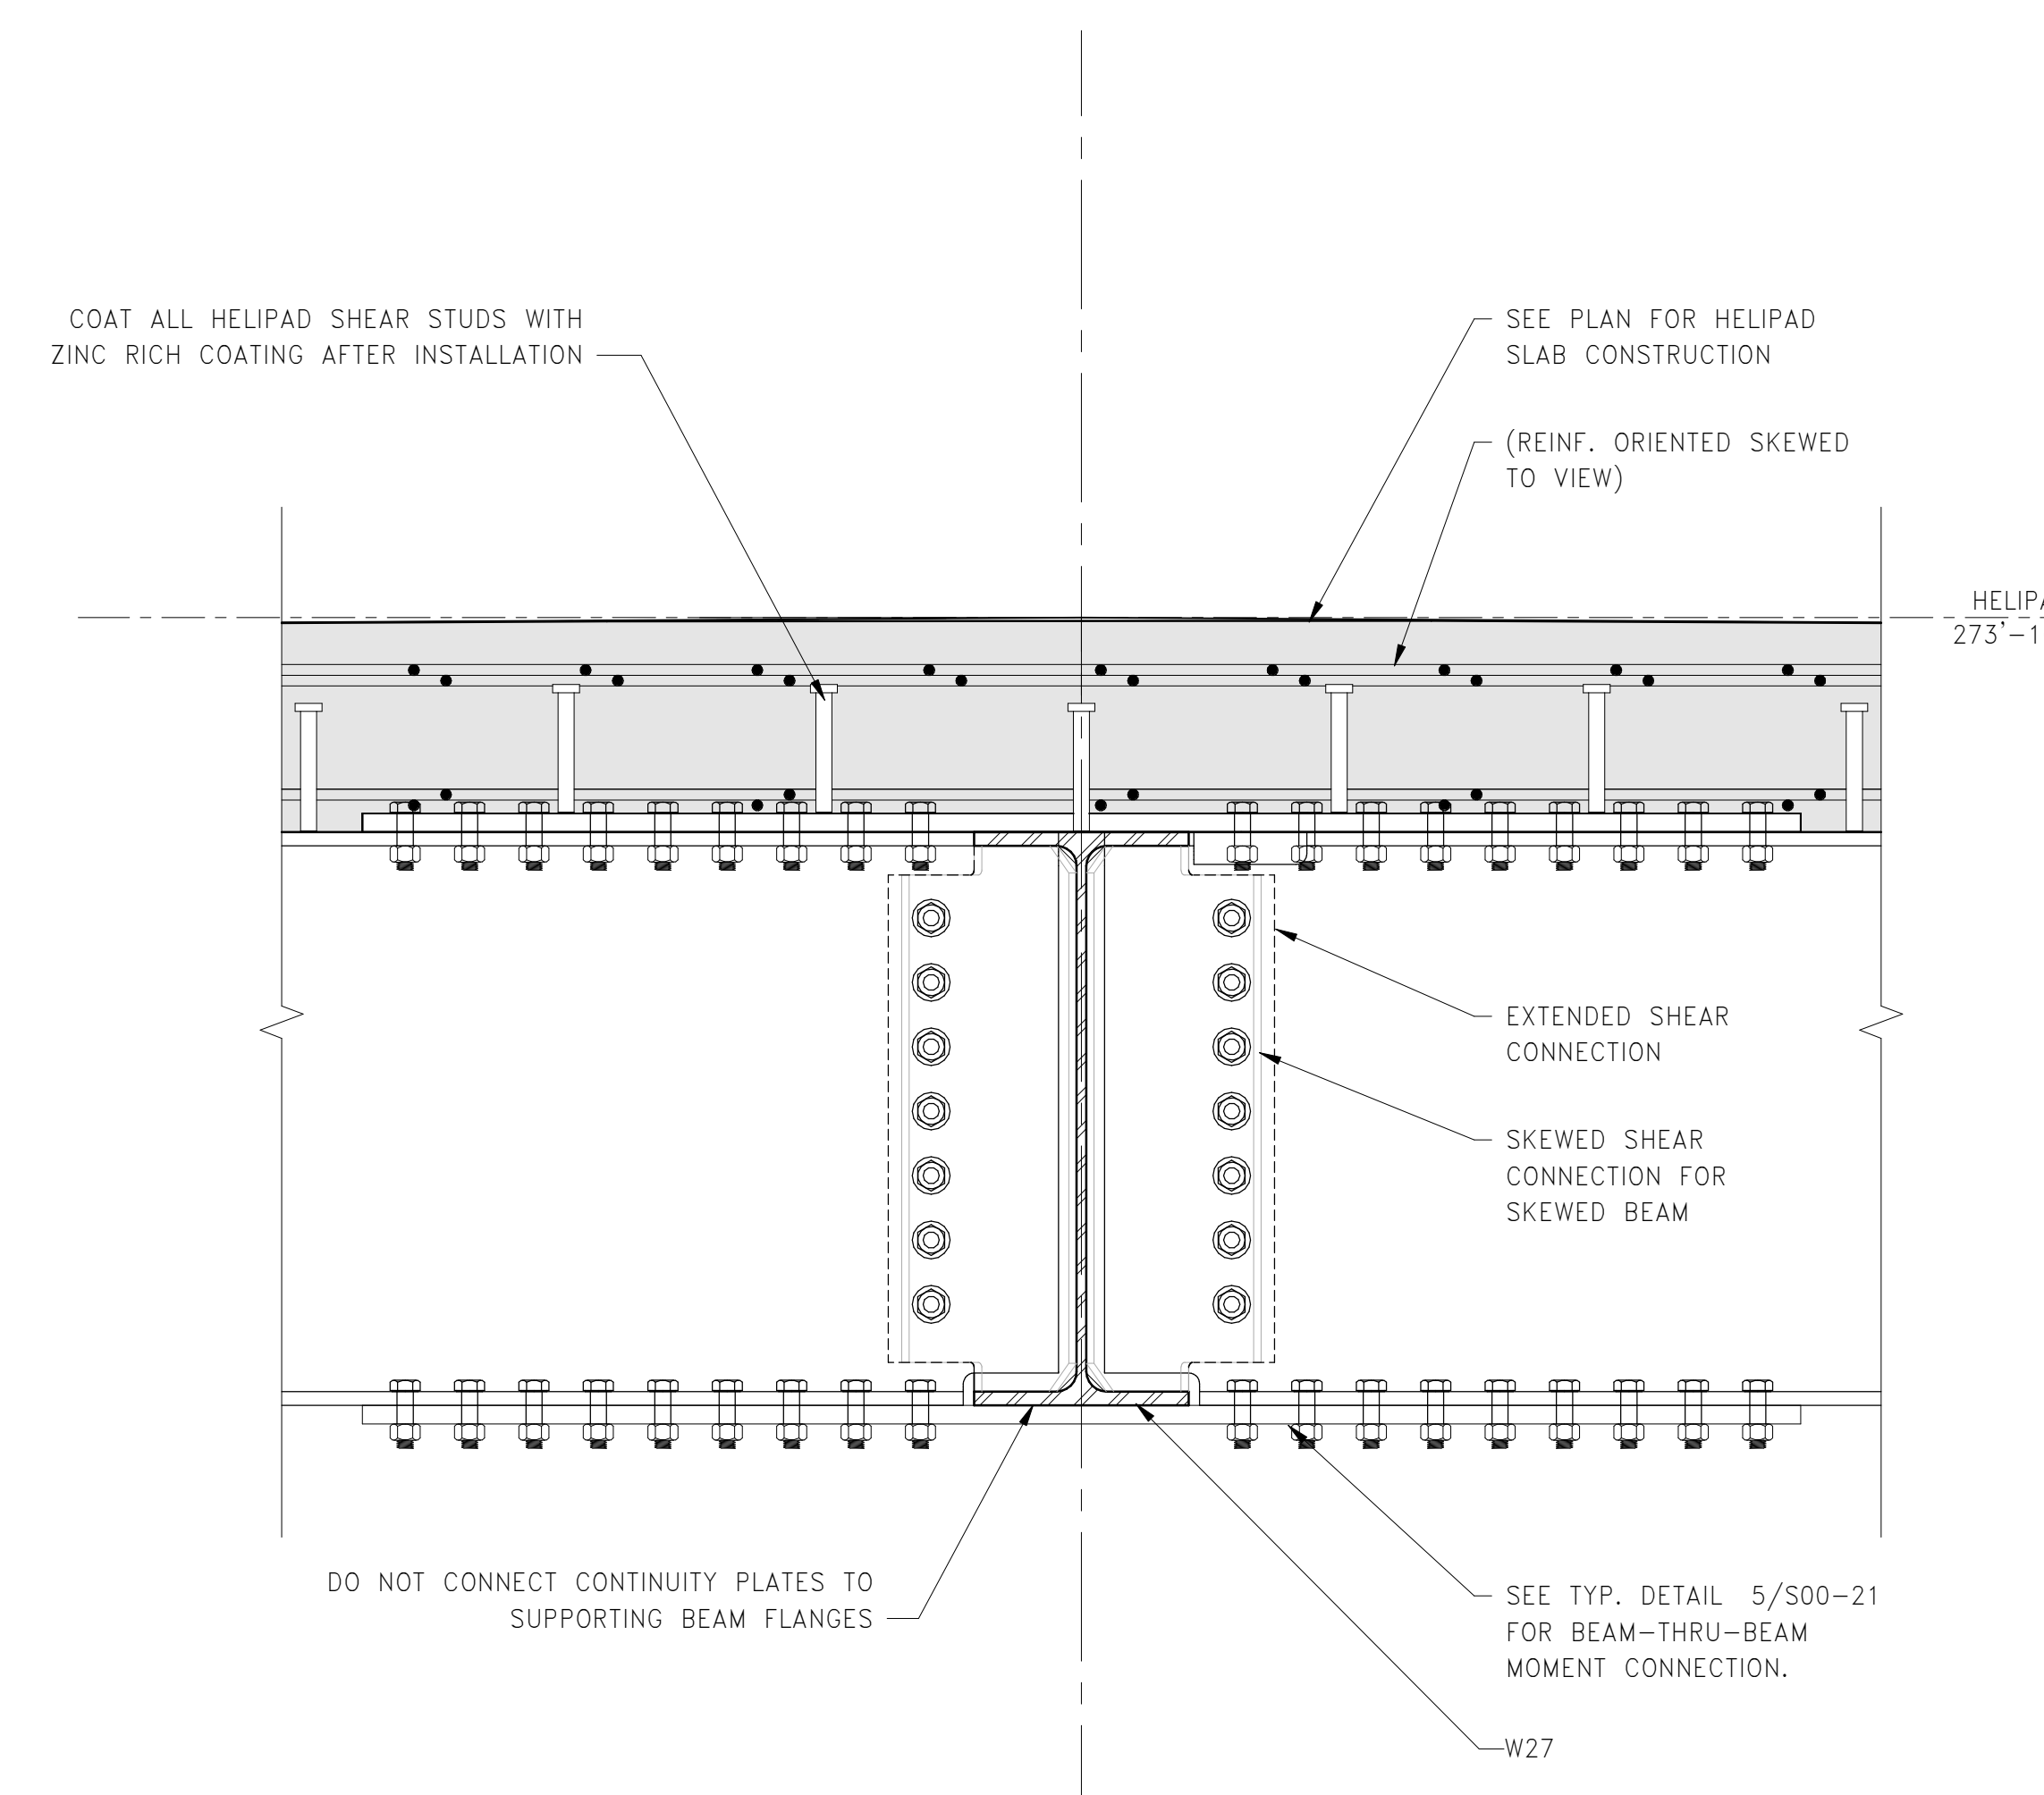 COAT ALL HELIPAD SHEAR STUDS WITH
ZINC RICH COATING AFTER INSTALLATION
SEE PLAN FOR HELIPAD
SLAB CONSTRUCTION
(REINF. ORIENTED SKEWED
TO VIEW)
EXTENDED SHEAR
CONNECTION
SKEWED SHEAR
CONNECTION FOR
SKEWED BEAM
DO NOT CONNECT CONTINUITY PLATES TO
SUPPORTING BEAM FLANGES
SEE TYP. DETAIL 5/S00-21
FOR BEAM-THRU-BEAM
MOMENT CONNECTION.
W27